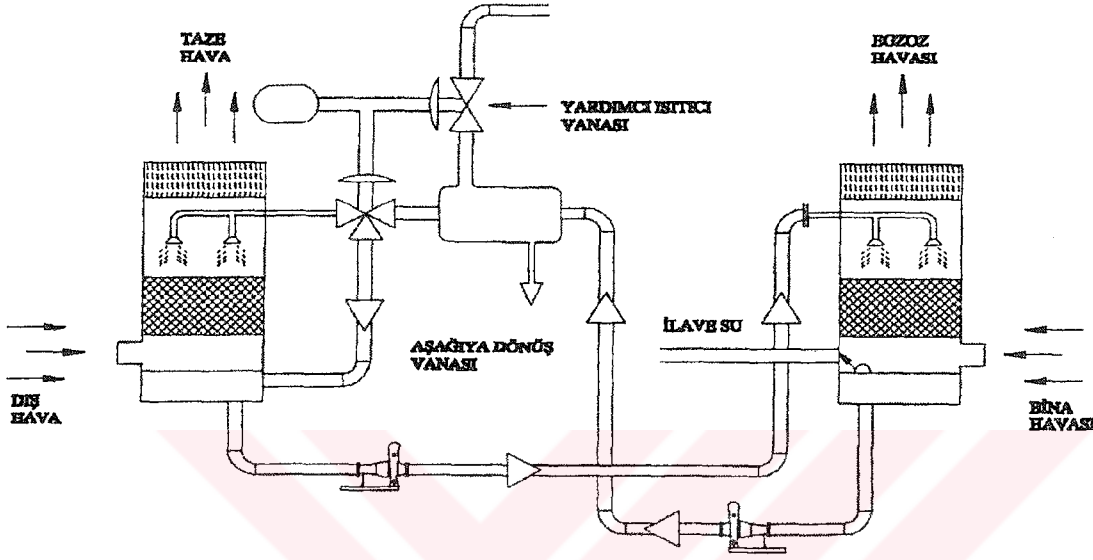 TAZE
HAVA
EGZOZ
HAVASI
YARDIMCI ISITICI
VANASI
İLAVE SU
AŞAĞIYA DÖNÜŞ
VANASI
DIŞ
HAVA
BİNA
HAVASI